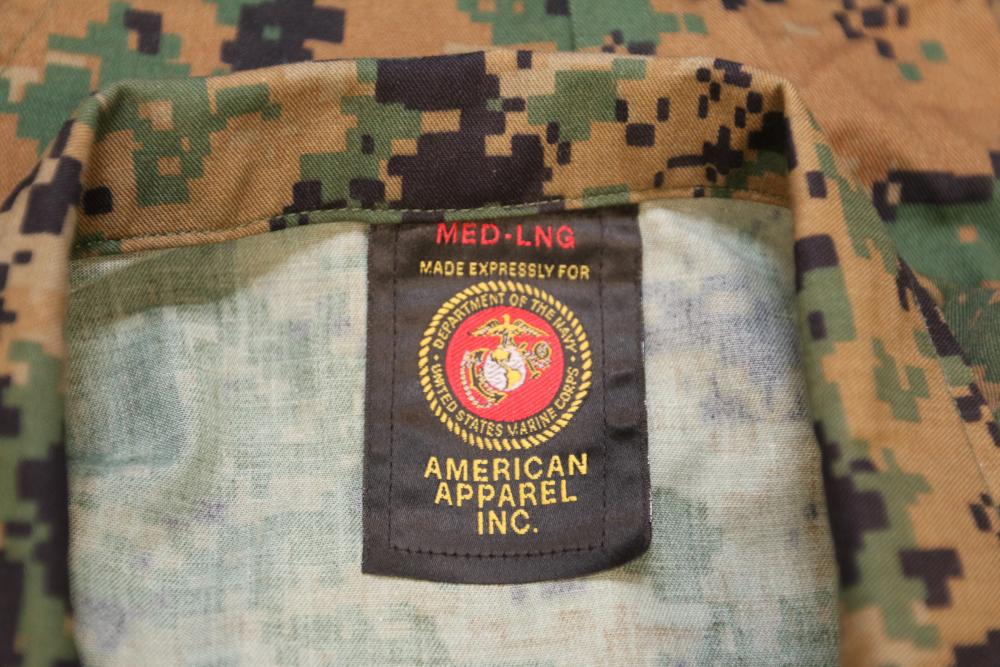 MED-LNG
MADE EXPRESSLY FOR
DEPARTMENT OF THE NAVY
UNITED STATES MARINE CORPS
AMERICAN
APPAREL
INC.